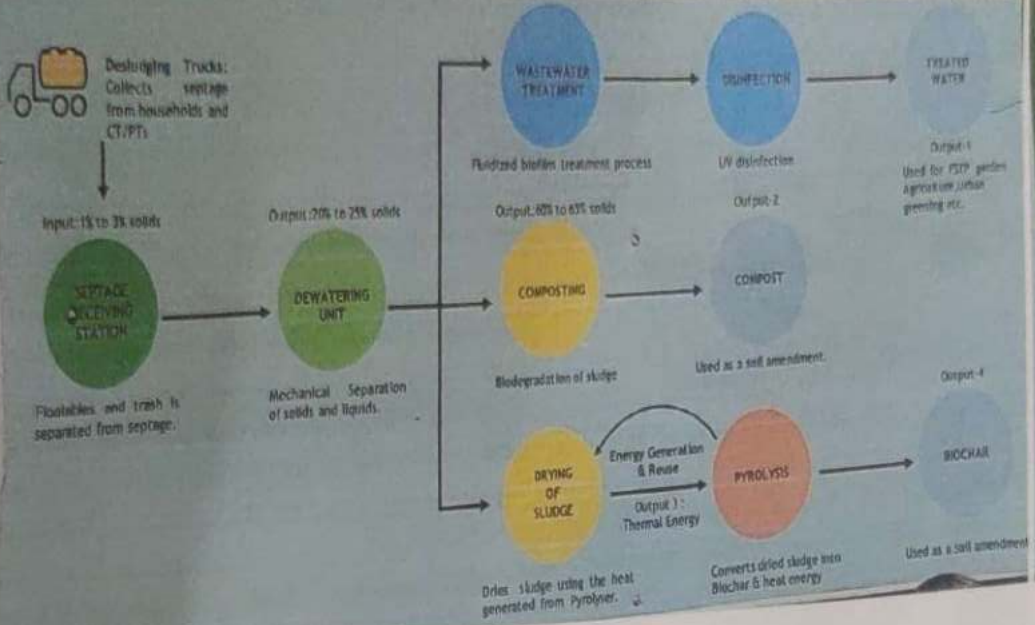 Desludging Trucks:
Collects septage
from households and
CT/PTs
Input: 1% to 3% solids
SEPTAGE
RECEIVING
STATION
Floatables and trash is
separated from septage.
Output: 20% to 25% solids
DEWATERING
UNIT
Mechanical Separation
of solids and liquids.
WASTEWATER
TREATMENT
Fluidized biofilm treatment process
DISINFECTION
UV disinfection
TREATED
WATER
Output-1
Used for FSTP garden
agriculture, urban
greening etc.
Output: 60% to 63% solids
COMPOSTING
Biodegradation of sludge
Output-2
COMPOST
Used as a soil amendment.
DRYING
OF
SLUDGE
Dries sludge using the heat
generated from Pyrolyser.
Energy Generation
& Reuse
Output 3 :
Thermal Energy
PYROLYSIS
Converts dried sludge into
Biochar & heat energy
Output-4
BIOCHAR
Used as a soil amendment